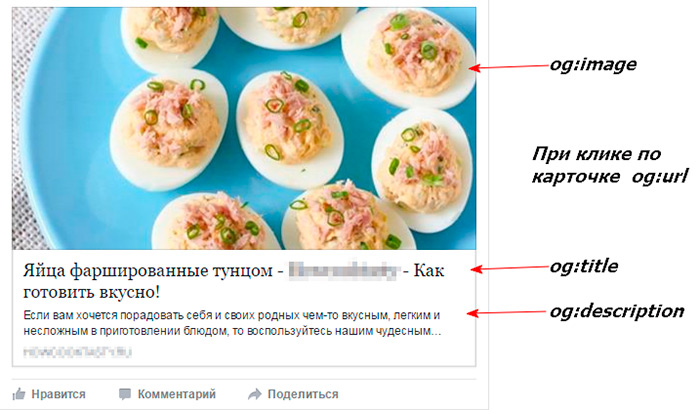 og:image
При клике по
карточке og:url
Яйца фаршированные тунцом - - Как
готовить вкусно!
og:title
Если вам хочется порадовать себя и своих родных чем-то вкусным, легким и
несложным в приготовлении блюдом, то воспользуйтесь нашим чудесным...
og:description
Нравится Комментарий Поделиться